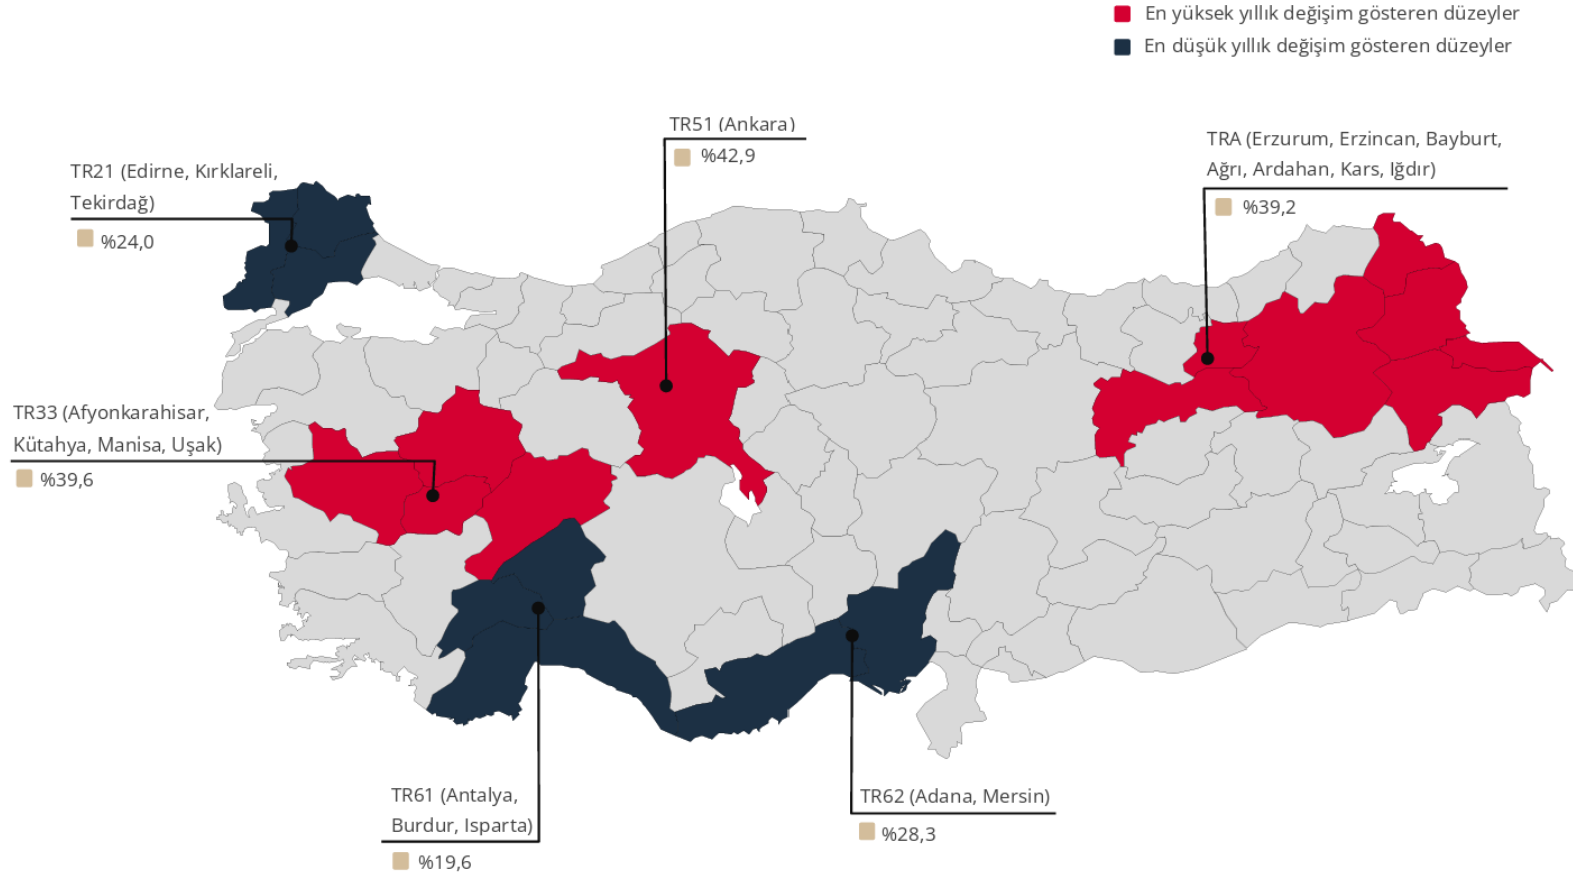 En yüksek yıllık değişim gösteren düzeyler
En düşük yıllık değişim gösteren düzeyler
TR51 (Ankara)
%42,9
TRA (Erzurum, Erzincan, Bayburt,
Ağrı, Ardahan, Kars, Iğdır)
%39,2
TR21 (Edirne, Kırklareli,
Tekirdağ)
%24,0
TR33 (Afyonkarahisar,
Kütahya, Manisa, Uşak)
%39,6
TR61 (Antalya,
Burdur, Isparta)
%19,6
TR62 (Adana, Mersin)
%28,3